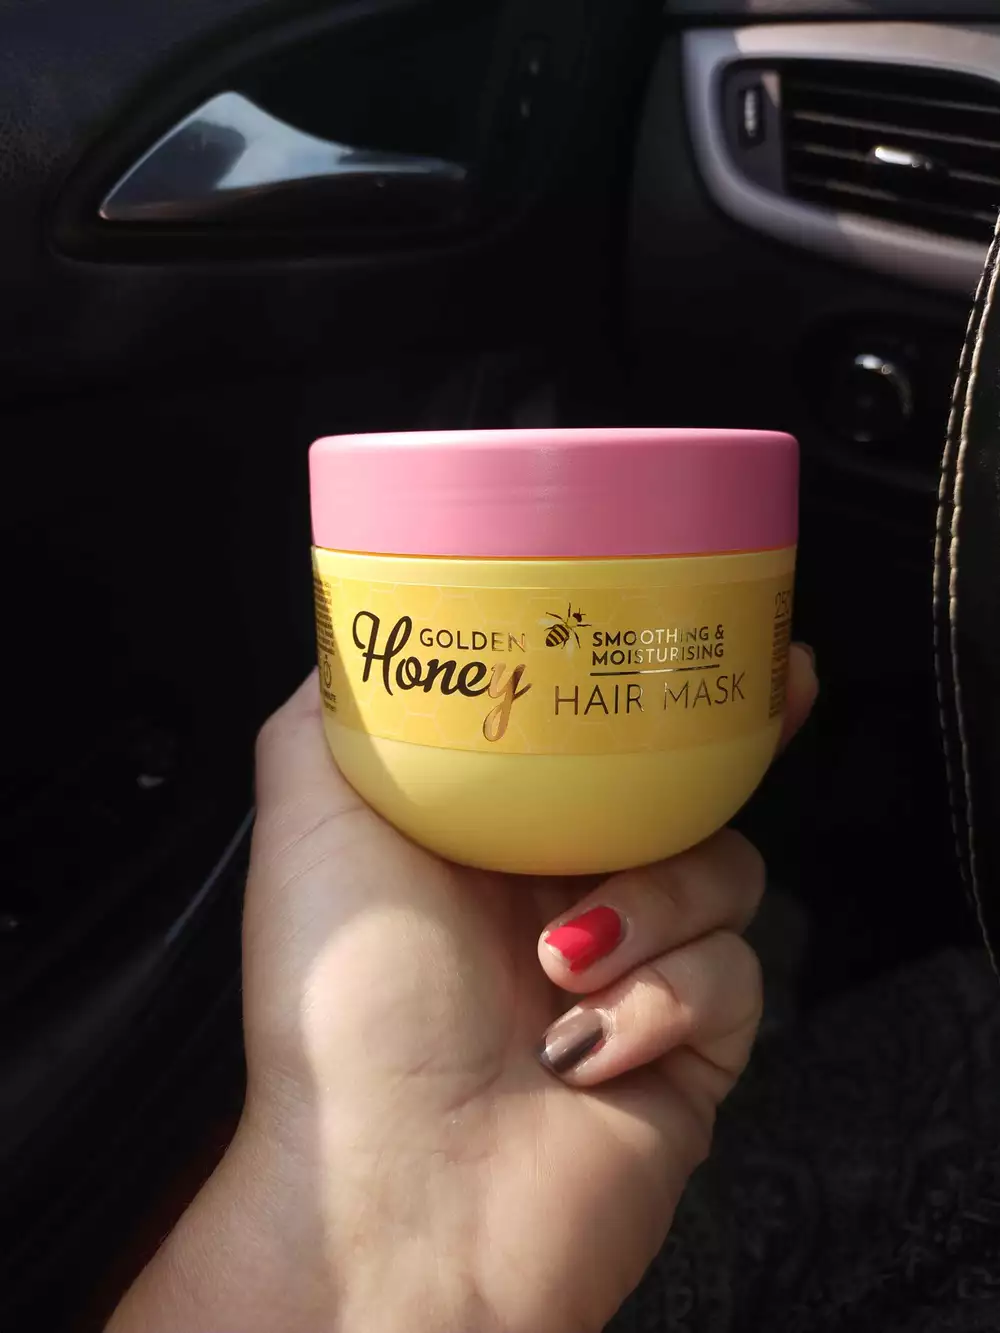 GOLDEN
Honey
SMOOTHING &
MOISTURISING
HAIR MASK